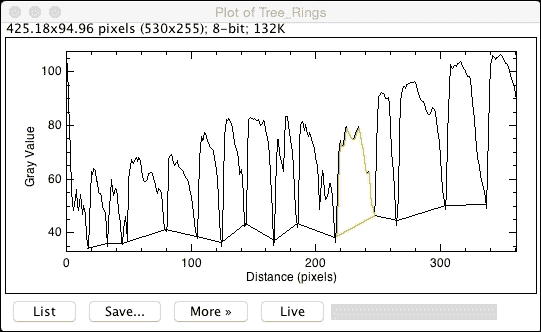 Plot of Tree_Rings
425.18x94.96 pixels (530x255); 8-bit; 132K
100
80
60
40
Gray Value
0
100
200
300
Distance (pixels)
List
Save...
More »
Live